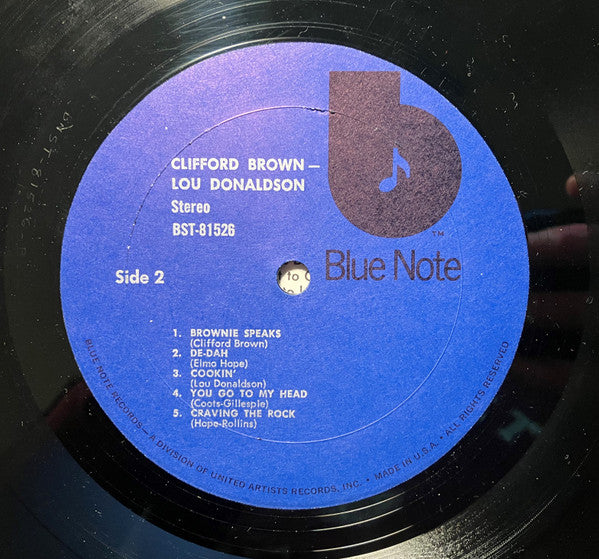 CLIFFORD BROWN—
LOU DONALDSON
Stereo
BST-81526
Side 2
Blue Note
TM
to
1. BROWNIE SPEAKS
(Clifford Brown)
2. DE-DAH
(Elmo Hope)
3. COOKIN'
(Lou Donaldson)
4. YOU GO TO MY HEAD
(Coots-Gillespie)
5. CRAVING THE ROCK
(Hope-Rollins)
BLUE NOTE RECORDS – A DIVISION OF UNITED ARTISTS RECORDS, INC. • MADE IN U.S.A. • ALL RIGHTS RESERVED